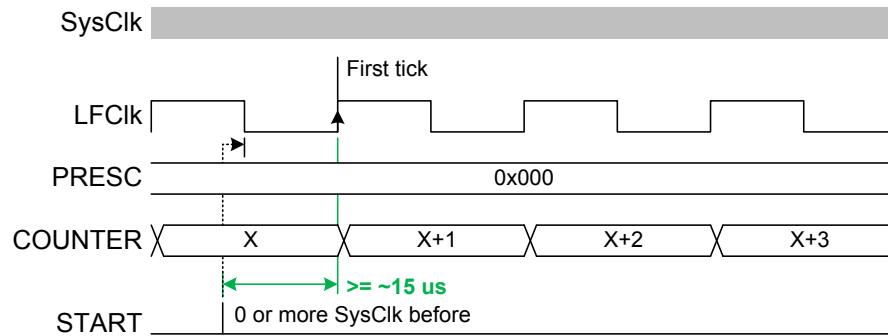 SysClk
First tick
LFClk
PRESC
0x000
COUNTER
X
X+1
X+2
X+3
>= ~15 us
0 or more SysClk before
START